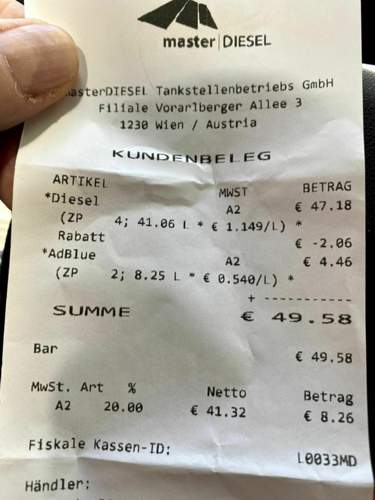 master|DIESEL
masterDIESEL Tankstellenbetriebs GmbH
Filiale Vorarlberger Allee 3
1230 Wien / Austria
KUNDENBELEG
ARTIKEL MWST BETRAG
*Diesel A2 € 47.18
(ZP 4; 41.06 L * € 1.149/L) *
Rabatt € -2.06
*AdBlue A2 € 4.46
(ZP 2; 8.25 L * € 0.540/L) *
+ -----------
SUMME € 49.58
Bar € 49.58
MwSt. Art % Netto Betrag
A2 20.00 € 41.32 € 8.26
Fiskale Kassen-ID: L0033MD
Händler: